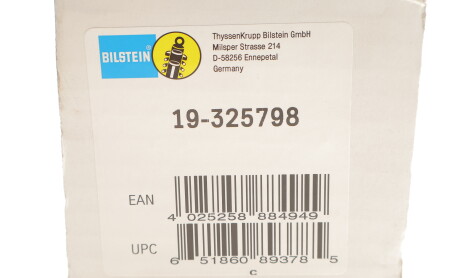 BILSTEIN®
ThyssenKrupp Bilstein GmbH
Milsper Strasse 214
D-58256 Ennepetal
Germany
19-325798
EAN
4 025258 884949
UPC
6 51860 89378 5
C